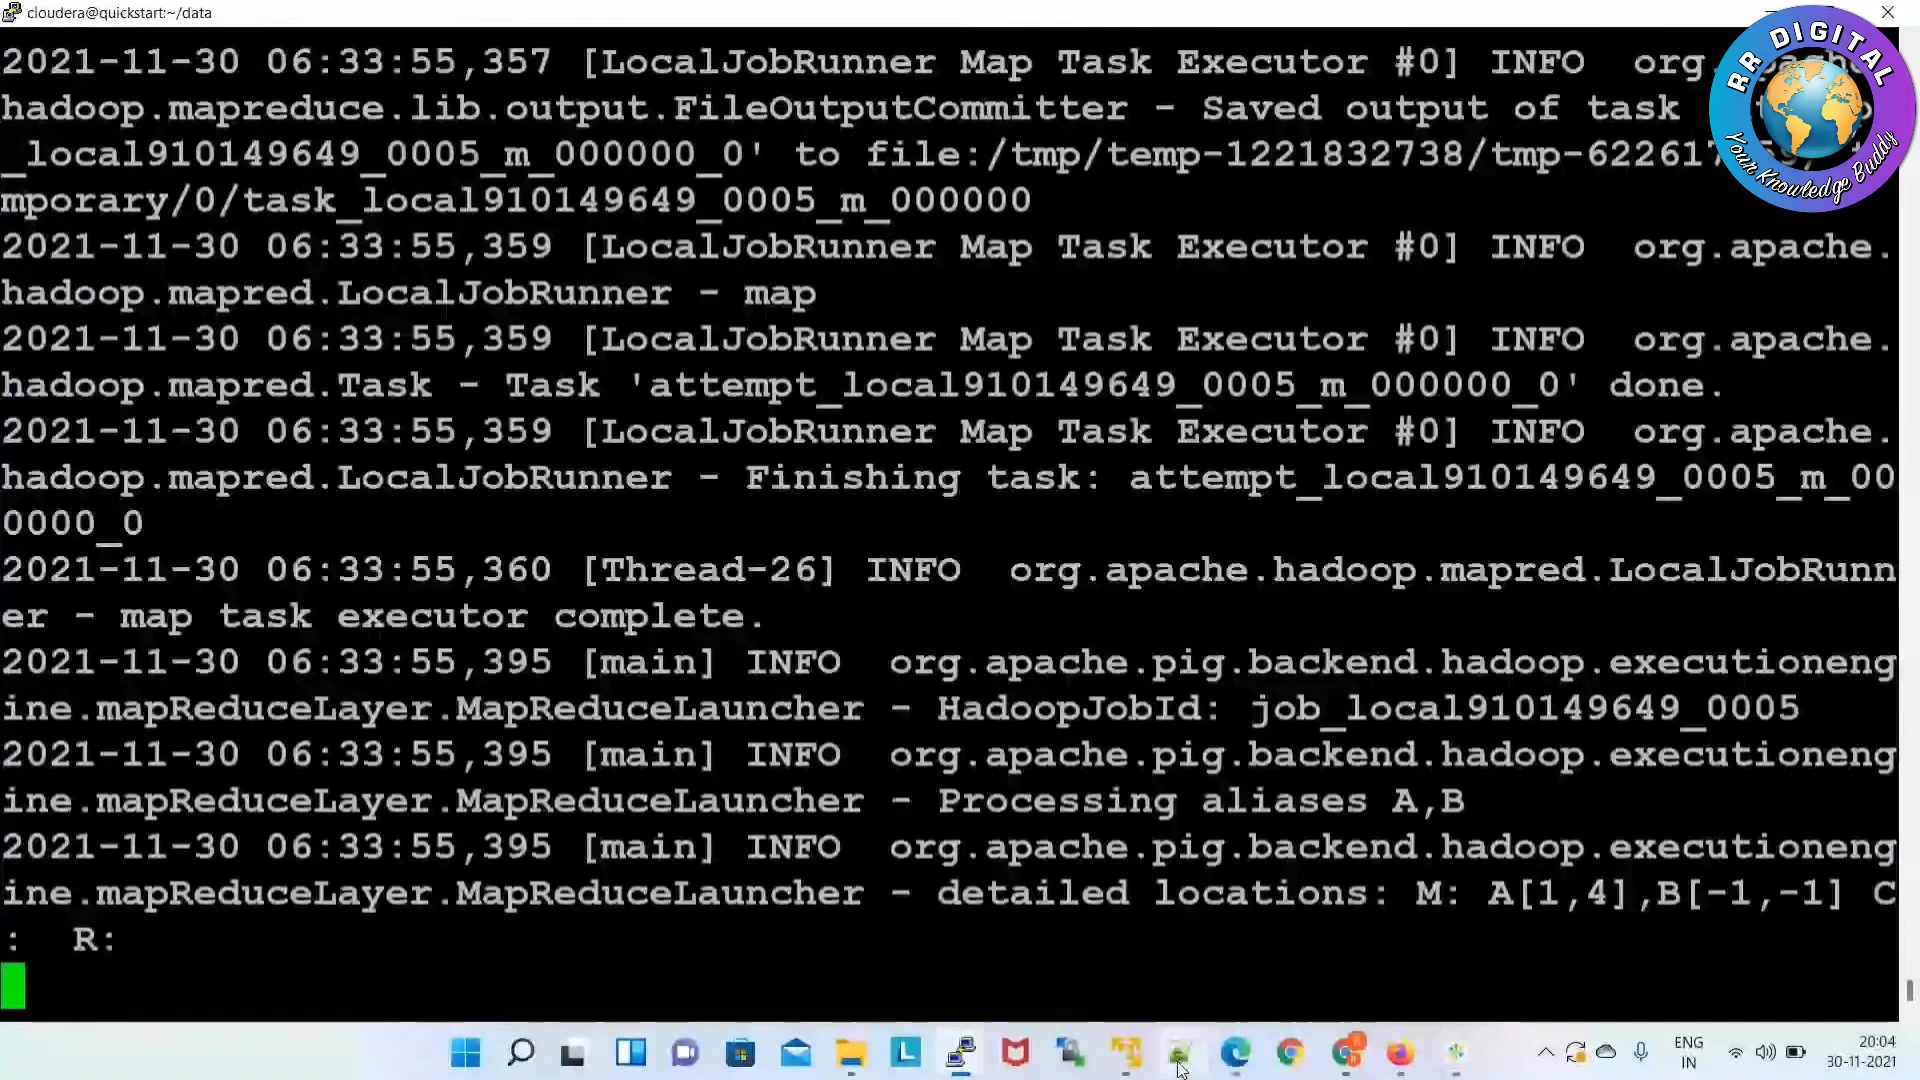 cloudera@quickstart:~/data
2021-11-30 06:33:55,357 [LocalJobRunner Map Task Executor #0] INFO  org.
hadoop.mapreduce.lib.output.FileOutputCommitter - Saved output of task
_local910149649_0005_m_000000_0' to file:/tmp/temp-1221832738/
mporary/0/task_local910149649_0005_m_000000
2021-11-30 06:33:55,359 [LocalJobRunner Map Task Executor #0] INFO  org.apache.
hadoop.mapred.LocalJobRunner - map
2021-11-30 06:33:55,359 [LocalJobRunner Map Task Executor #0] INFO  org.apache.
hadoop.mapred.Task - Task 'attempt_local910149649_0005_m_000000_0' done.
2021-11-30 06:33:55,359 [LocalJobRunner Map Task Executor #0] INFO  org.apache.
hadoop.mapred.LocalJobRunner - Finishing task: attempt_local910149649_0005_m_00
0000_0
2021-11-30 06:33:55,360 [Thread-26] INFO  org.apache.hadoop.mapred.LocalJobRunn
er - map task executor complete.
2021-11-30 06:33:55,395 [main] INFO  org.apache.pig.backend.hadoop.executioneng
ine.mapReduceLayer.MapReduceLauncher - HadoopJobId: job_local910149649_0005
2021-11-30 06:33:55,395 [main] INFO  org.apache.pig.backend.hadoop.executioneng
ine.mapReduceLayer.MapReduceLauncher - Processing aliases A,B
2021-11-30 06:33:55,395 [main] INFO  org.apache.pig.backend.hadoop.executioneng
ine.mapReduceLayer.MapReduceLauncher - detailed locations: M: A[1,4],B[-1,-1] C
:  R:
RR DIGITAL
Your Knowledge Buddy
ENG
IN
20:04
30-11-2021